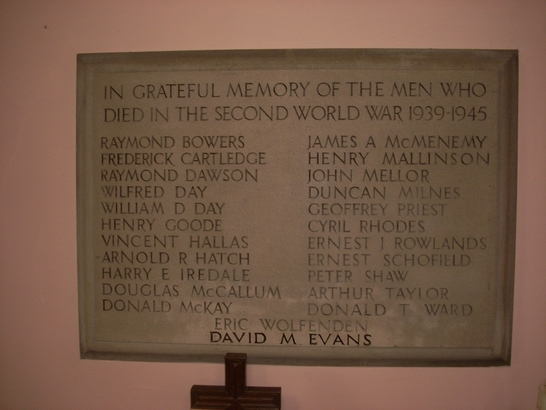 IN GRATEFUL MEMORY OF THE MEN WHO
DIED IN THE SECOND WORLD WAR 1939-1945
RAYMOND BOWERS
FREDERICK CARTLEDGE
RAYMOND DAWSON
WILFRED DAY
WILLIAM D DAY
HENRY GOODE
VINCENT HALLAS
ARNOLD R HATCH
HARRY E IREDALE
DOUGLAS McCALLUM
DONALD McKAY
JAMES A McMENEMY
HENRY MALLINSON
JOHN MELLOR
DUNCAN MILNES
GEOFFREY PRIEST
CYRIL RHODES
ERNEST J ROWLANDS
ERNEST SCHOFIELD
PETER SHAW
ARTHUR TAYLOR
DONALD T WARD
ERIC WOLFENDEN
DAVID M EVANS